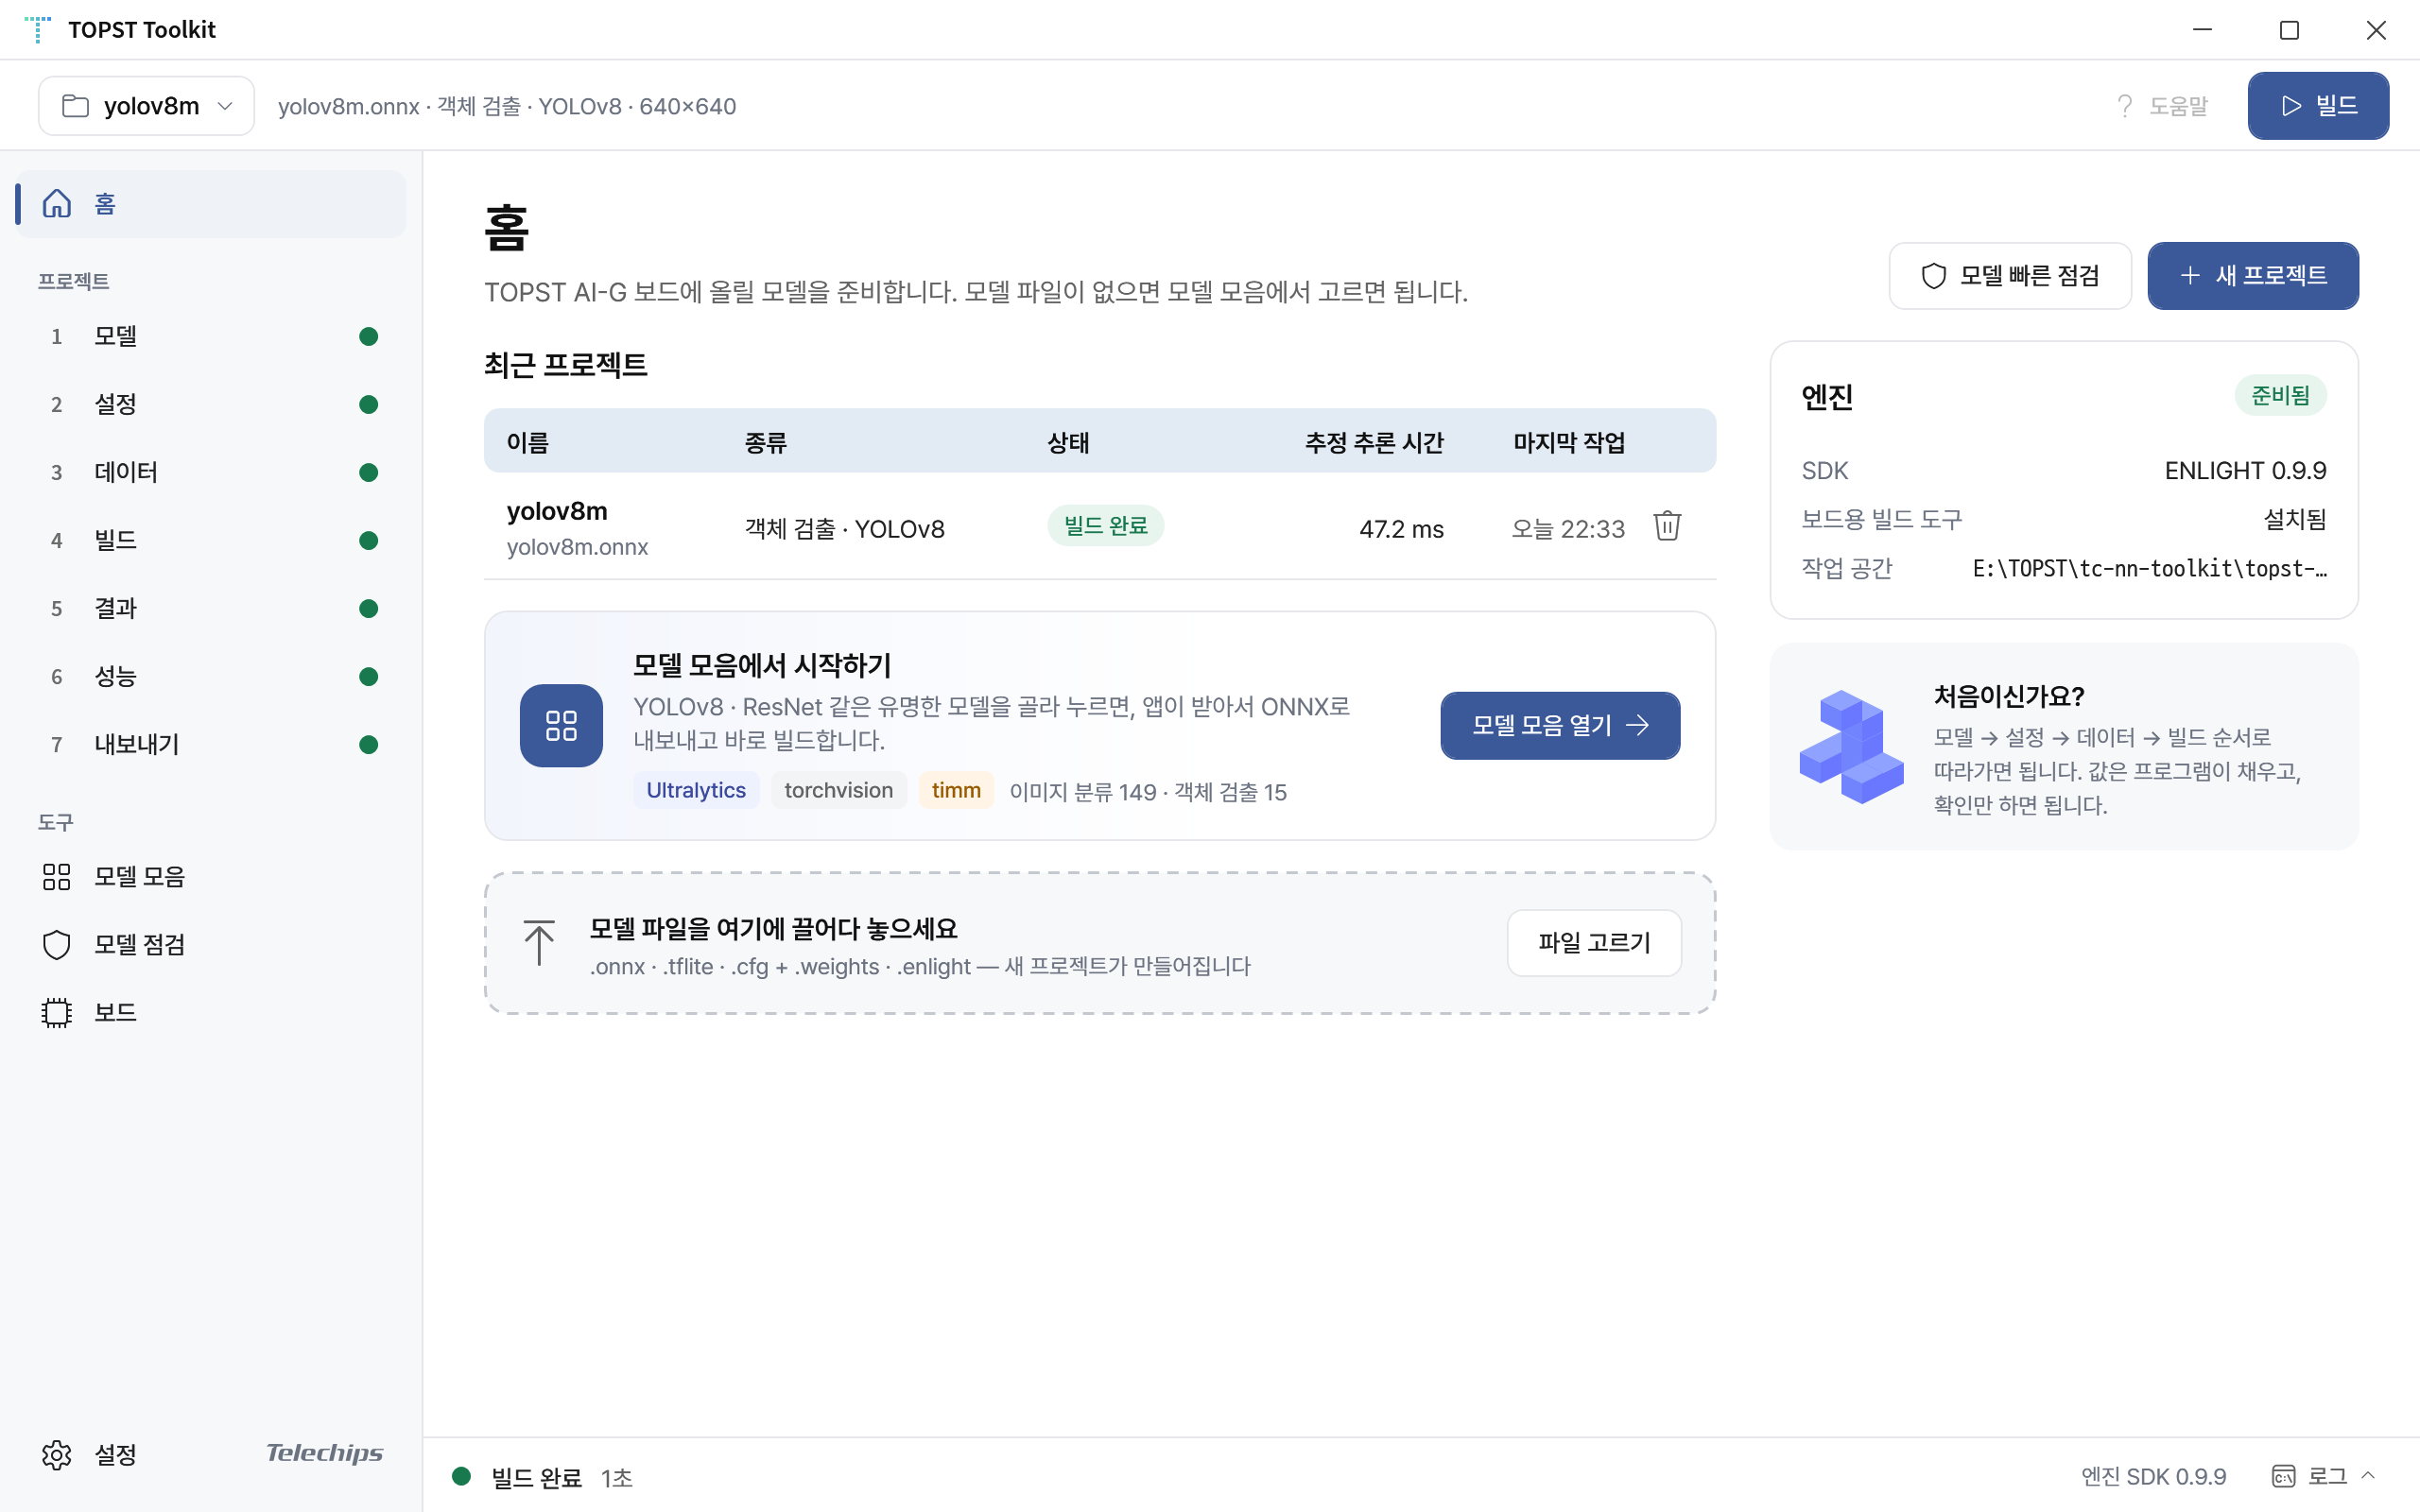 TOPST Toolkit
yolov8m
yolov8m.onnx · 객체 검출 · YOLOv8 · 640×640
? 도움말
빌드
홈
프로젝트
1 모델
2 설정
3 데이터
4 빌드
5 결과
6 성능
7 내보내기
도구
모델 모음
모델 점검
보드
설정
Telechips
홈
TOPST AI-G 보드에 올릴 모델을 준비합니다. 모델 파일이 없으면 모델 모음에서 고르면 됩니다.
모델 빠른 점검
+ 새 프로젝트
최근 프로젝트
이름 종류 상태 추정 추론 시간 마지막 작업
yolov8m
yolov8m.onnx
객체 검출 · YOLOv8
빌드 완료
47.2 ms
오늘 22:33
모델 모음에서 시작하기
YOLOv8 · ResNet 같은 유명한 모델을 골라 누르면, 앱이 받아서 ONNX로
내보내고 바로 빌드합니다.
Ultralytics torchvision timm 이미지 분류 149 · 객체 검출 15
모델 모음 열기 →
모델 파일을 여기에 끌어다 놓으세요
.onnx · .tflite · .cfg + .weights · .enlight — 새 프로젝트가 만들어집니다
파일 고르기
엔진
준비됨
SDK ENLIGHT 0.9.9
보드용 빌드 도구 설치됨
작업 공간 E:\TOPST\tc-nn-toolkit\topst-…
처음이신가요?
모델 → 설정 → 데이터 → 빌드 순서로
따라가면 됩니다. 값은 프로그램이 채우고,
확인만 하면 됩니다.
빌드 완료 1초
엔진 SDK 0.9.9
로그